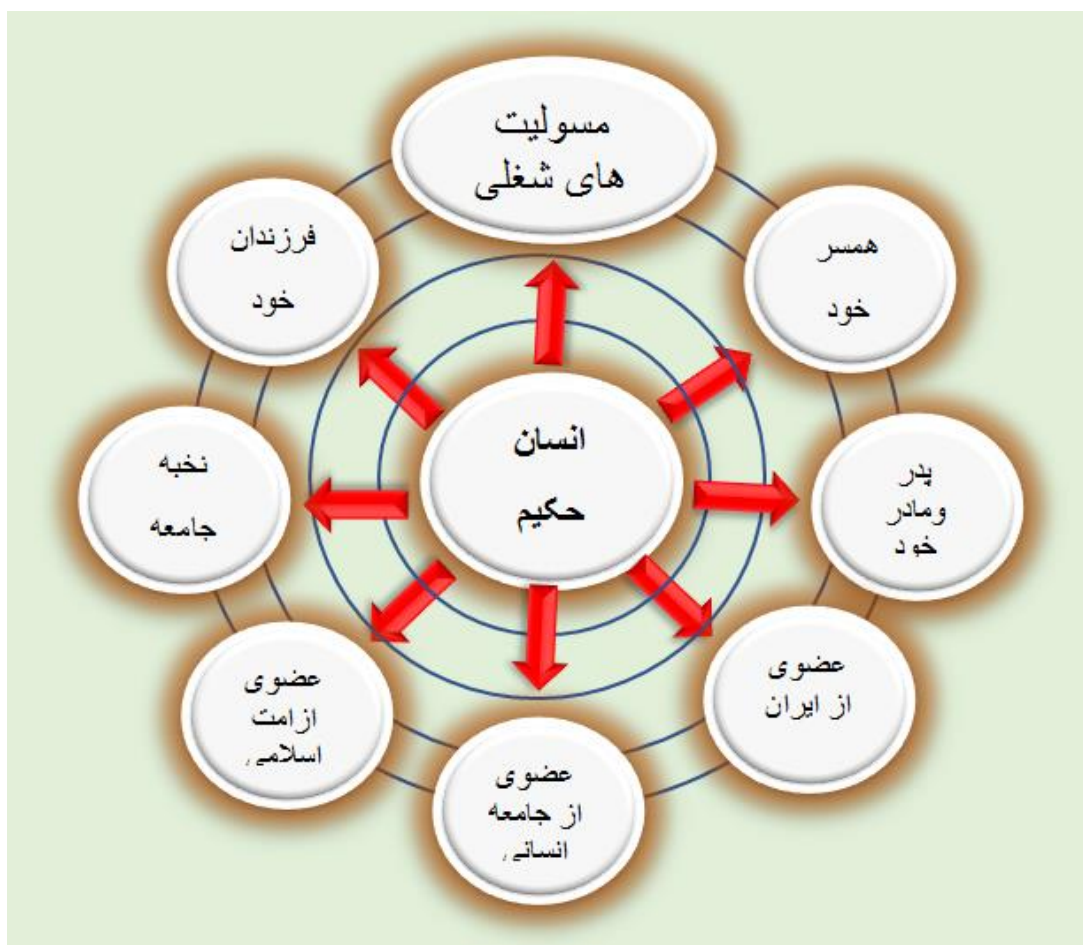 مسولیت
های شغلی
همسر
خود
فرزندان
خود
انسان
حکیم
پدر
ومادر
خود
نخبه
جامعه
عضوی
از ایران
عضوی
ازامت
اسلامی
عضوی
از جامعه
انسانی